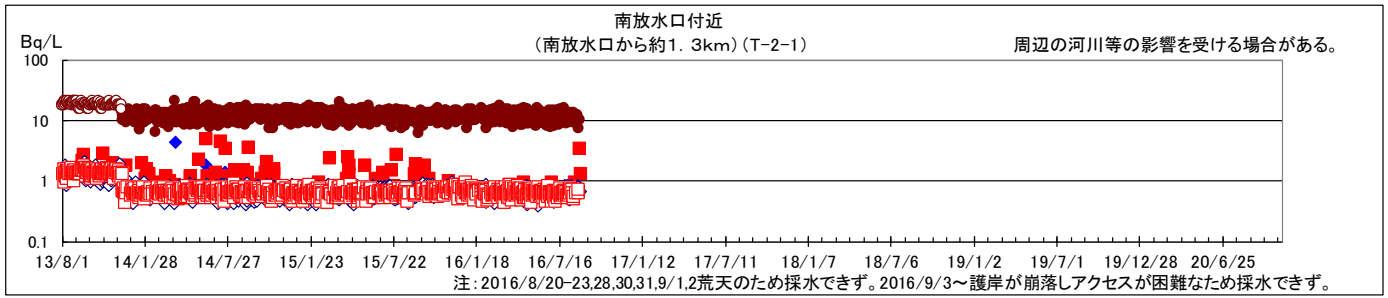 南放水口付近
(南放水口から約1.3km)(T-2-1)
周辺の河川等の影響を受ける場合がある。
Bq/L
100
10
1
0.1
13/8/1 14/1/28 14/7/27 15/1/23 15/7/22 16/1/18 16/7/16 17/1/12 17/7/11 18/1/7 18/7/6 19/1/2 19/7/1 19/12/28 20/6/25
注:2016/8/20-23,28,30,31,9/1,2荒天のため採水できず。2016/9/3～護岸が崩落しアクセスが困難なため採水できず。